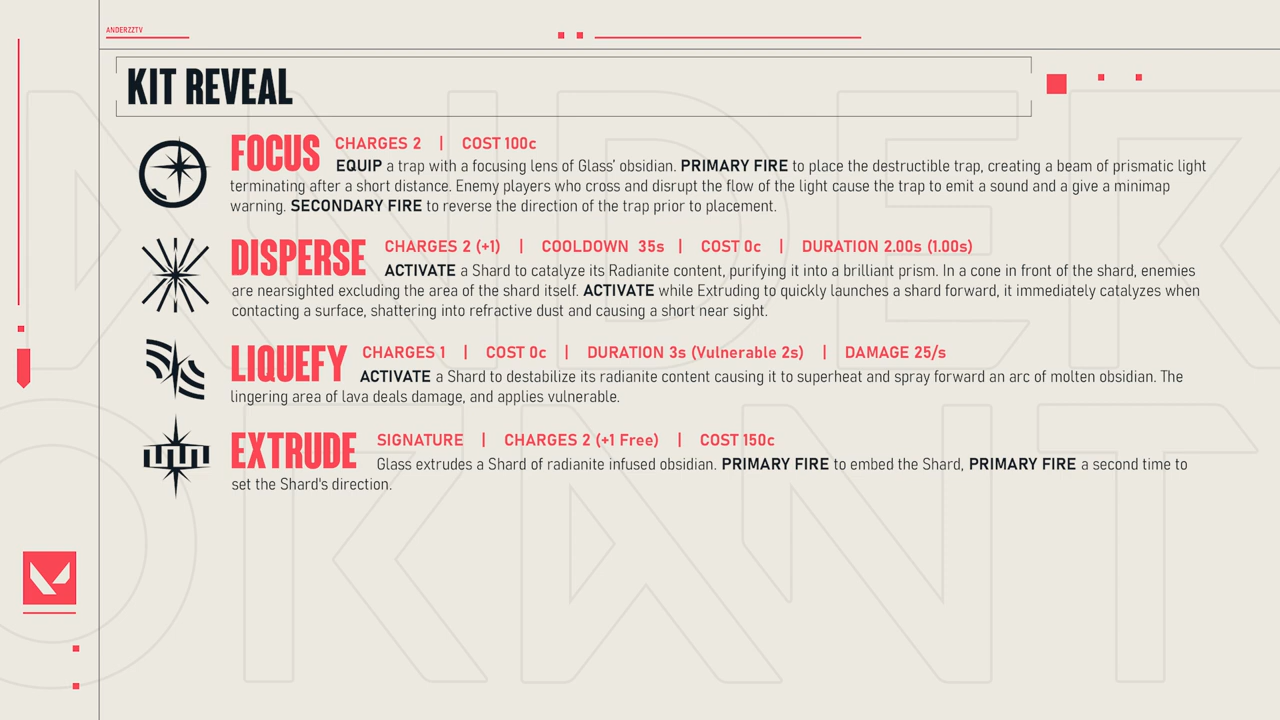 ANDERZZTV
KIT REVEAL
FOCUS CHARGES 2 | COST 100c
EQUIP a trap with a focusing lens of Glass' obsidian. PRIMARY FIRE to place the destructible trap, creating a beam of prismatic light
terminating after a short distance. Enemy players who cross and disrupt the flow of the light cause the trap to emit a sound and a give a minimap
warning. SECONDARY FIRE to reverse the direction of the trap prior to placement.
DISPERSE CHARGES 2 (+1) | COOLDOWN 35s | COST 0c | DURATION 2.00s (1.00s)
ACTIVATE a Shard to catalyze its Radianite content, purifying it into a brilliant prism. In a cone in front of the shard, enemies
are nearsighted excluding the area of the shard itself. ACTIVATE while Extruding to quickly launches a shard forward, it immediately catalyzes when
contacting a surface, shattering into refractive dust and causing a short near sight.
LIQUEFY CHARGES 1 | COST 0c | DURATION 3s (Vulnerable 2s) | DAMAGE 25/s
ACTIVATE a Shard to destabilize its radianite content causing it to superheat and spray forward an arc of molten obsidian. The
lingering area of lava deals damage, and applies vulnerable.
EXTRUDE SIGNATURE | CHARGES 2 (+1 Free) | COST 150c
Glass extrudes a Shard of radianite infused obsidian. PRIMARY FIRE to embed the Shard, PRIMARY FIRE a second time to
set the Shard's direction.